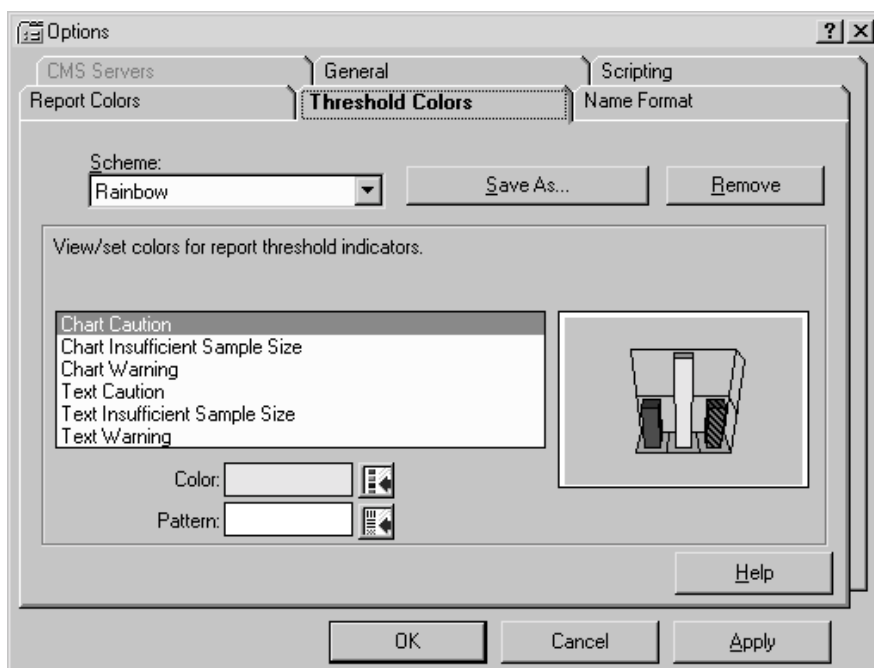 Options
CMS Servers General Scripting
Report Colors Threshold Colors Name Format
Scheme:
Rainbow Save As... Remove
View/set colors for report threshold indicators.
Chart Caution
Chart Insufficient Sample Size
Chart Warning
Text Caution
Text Insufficient Sample Size
Text Warning
Color:
Pattern:
Help
OK Cancel Apply